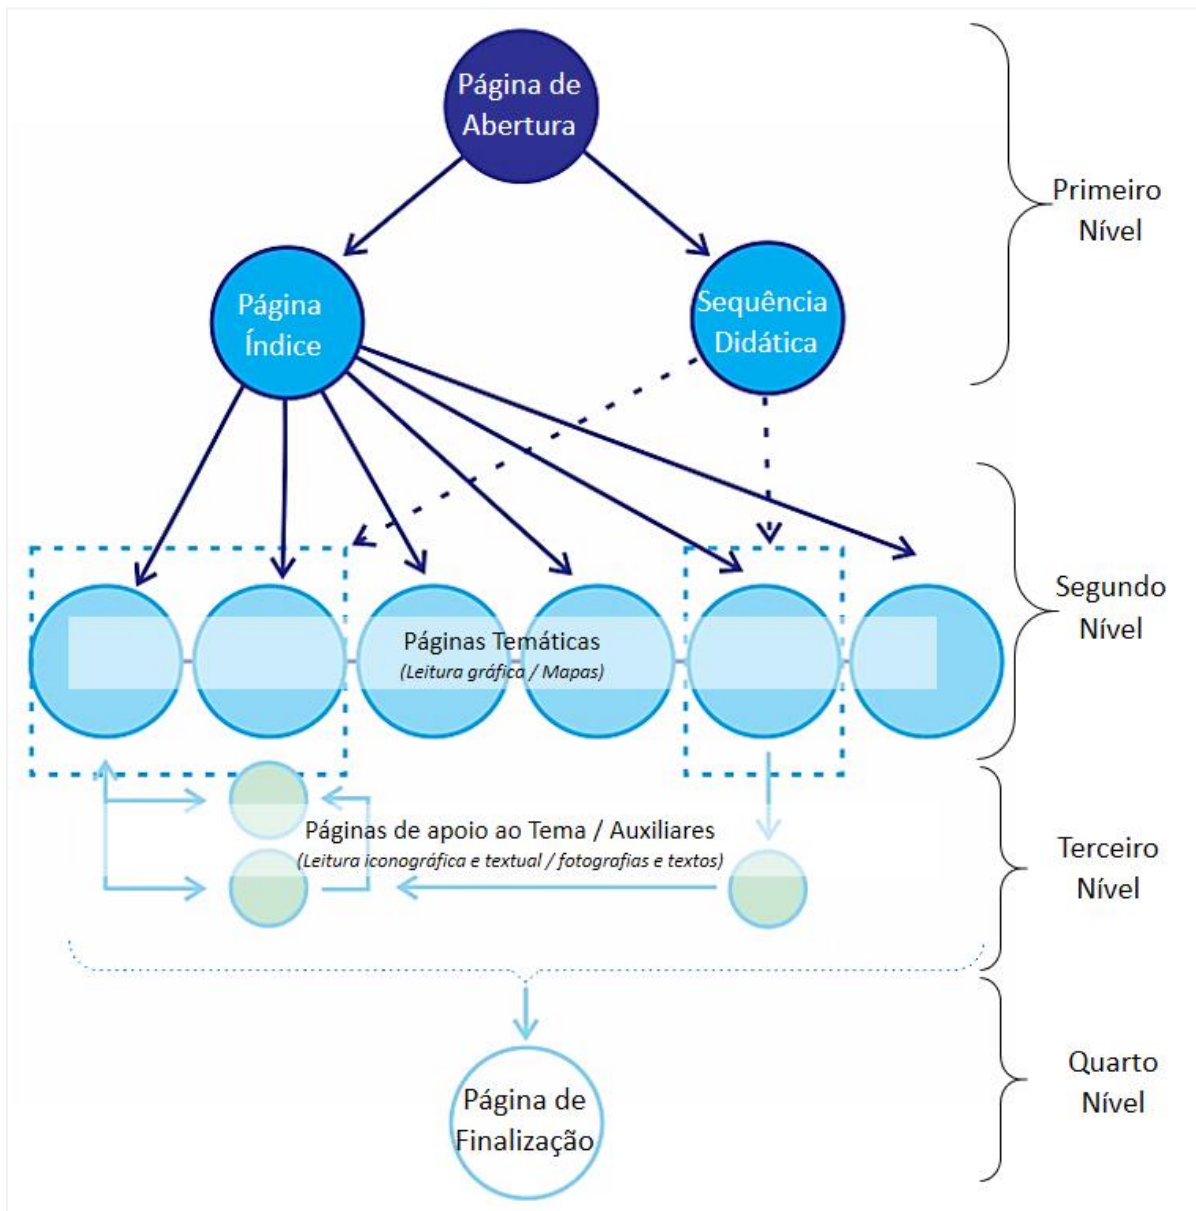 Página de
Abertura
Primeiro
Nível
Página
Índice
Sequência
Didática
Segundo
Nível
Páginas Temáticas
(Leitura gráfica / Mapas)
Páginas de apoio ao Tema / Auxiliares
(Leitura iconográfica e textual / fotografias e textos)
Terceiro
Nível
Quarto
Nível
Página de
Finalização